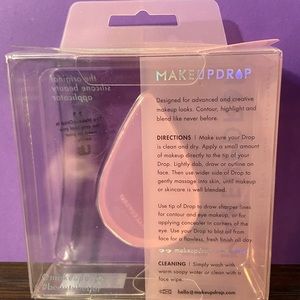 the original
silicone beauty
applicator
MAKEUPDROP
Designed for advanced and creative
makeup looks. Contour, highlight and
blend like never before.
DIRECTIONS | Make sure your Drop
is clean and dry. Apply a small amount
of makeup directly to the tip of your
Drop. Lightly dab, draw or outline on
face. Then use wider side of Drop to
gently massage into skin, until makeup
or skincare is well blended.
Use tip of Drop to draw sharper lines
for contour and eye makeup, or for
applying concealer in corners of the
eye. Use your Drop to blot oil from
face for a flawless, fresh finish all day.
CLEANING | Simply wash with
warm soapy water or clean with
face wipe.
hello@makeupdrop.com